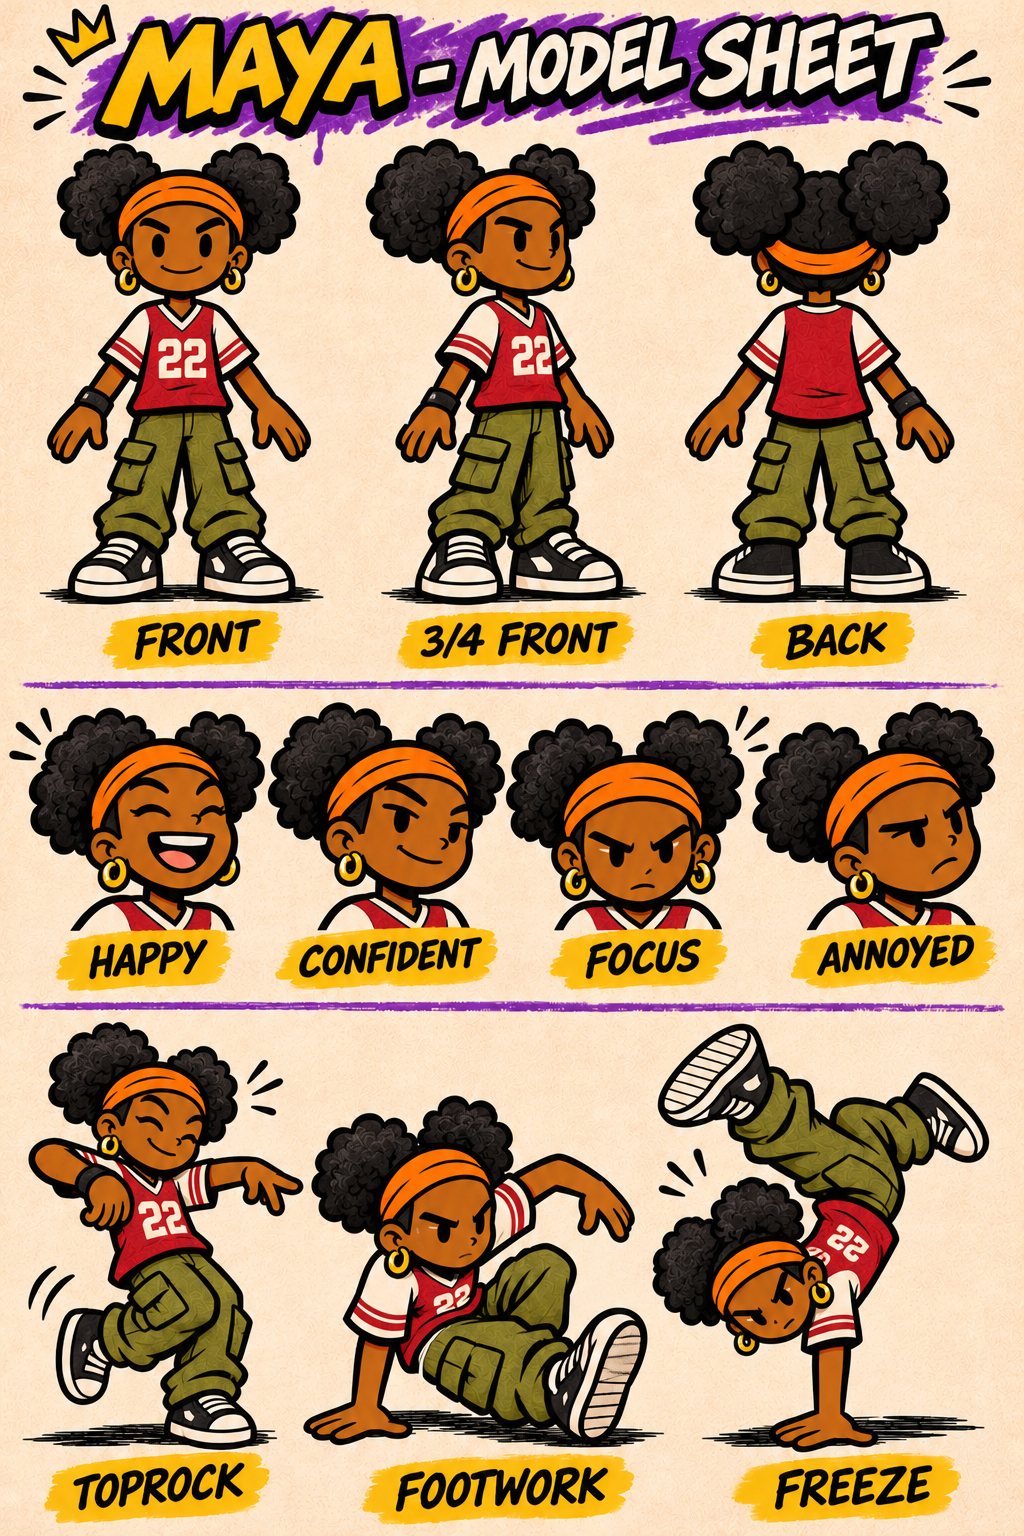 MAYA - MODEL SHEET
22
22
FRONT
3/4 FRONT
BACK
HAPPY
CONFIDENT
FOCUS
ANNOYED
22
22
22
TOPROCK
FOOTWORK
FREEZE